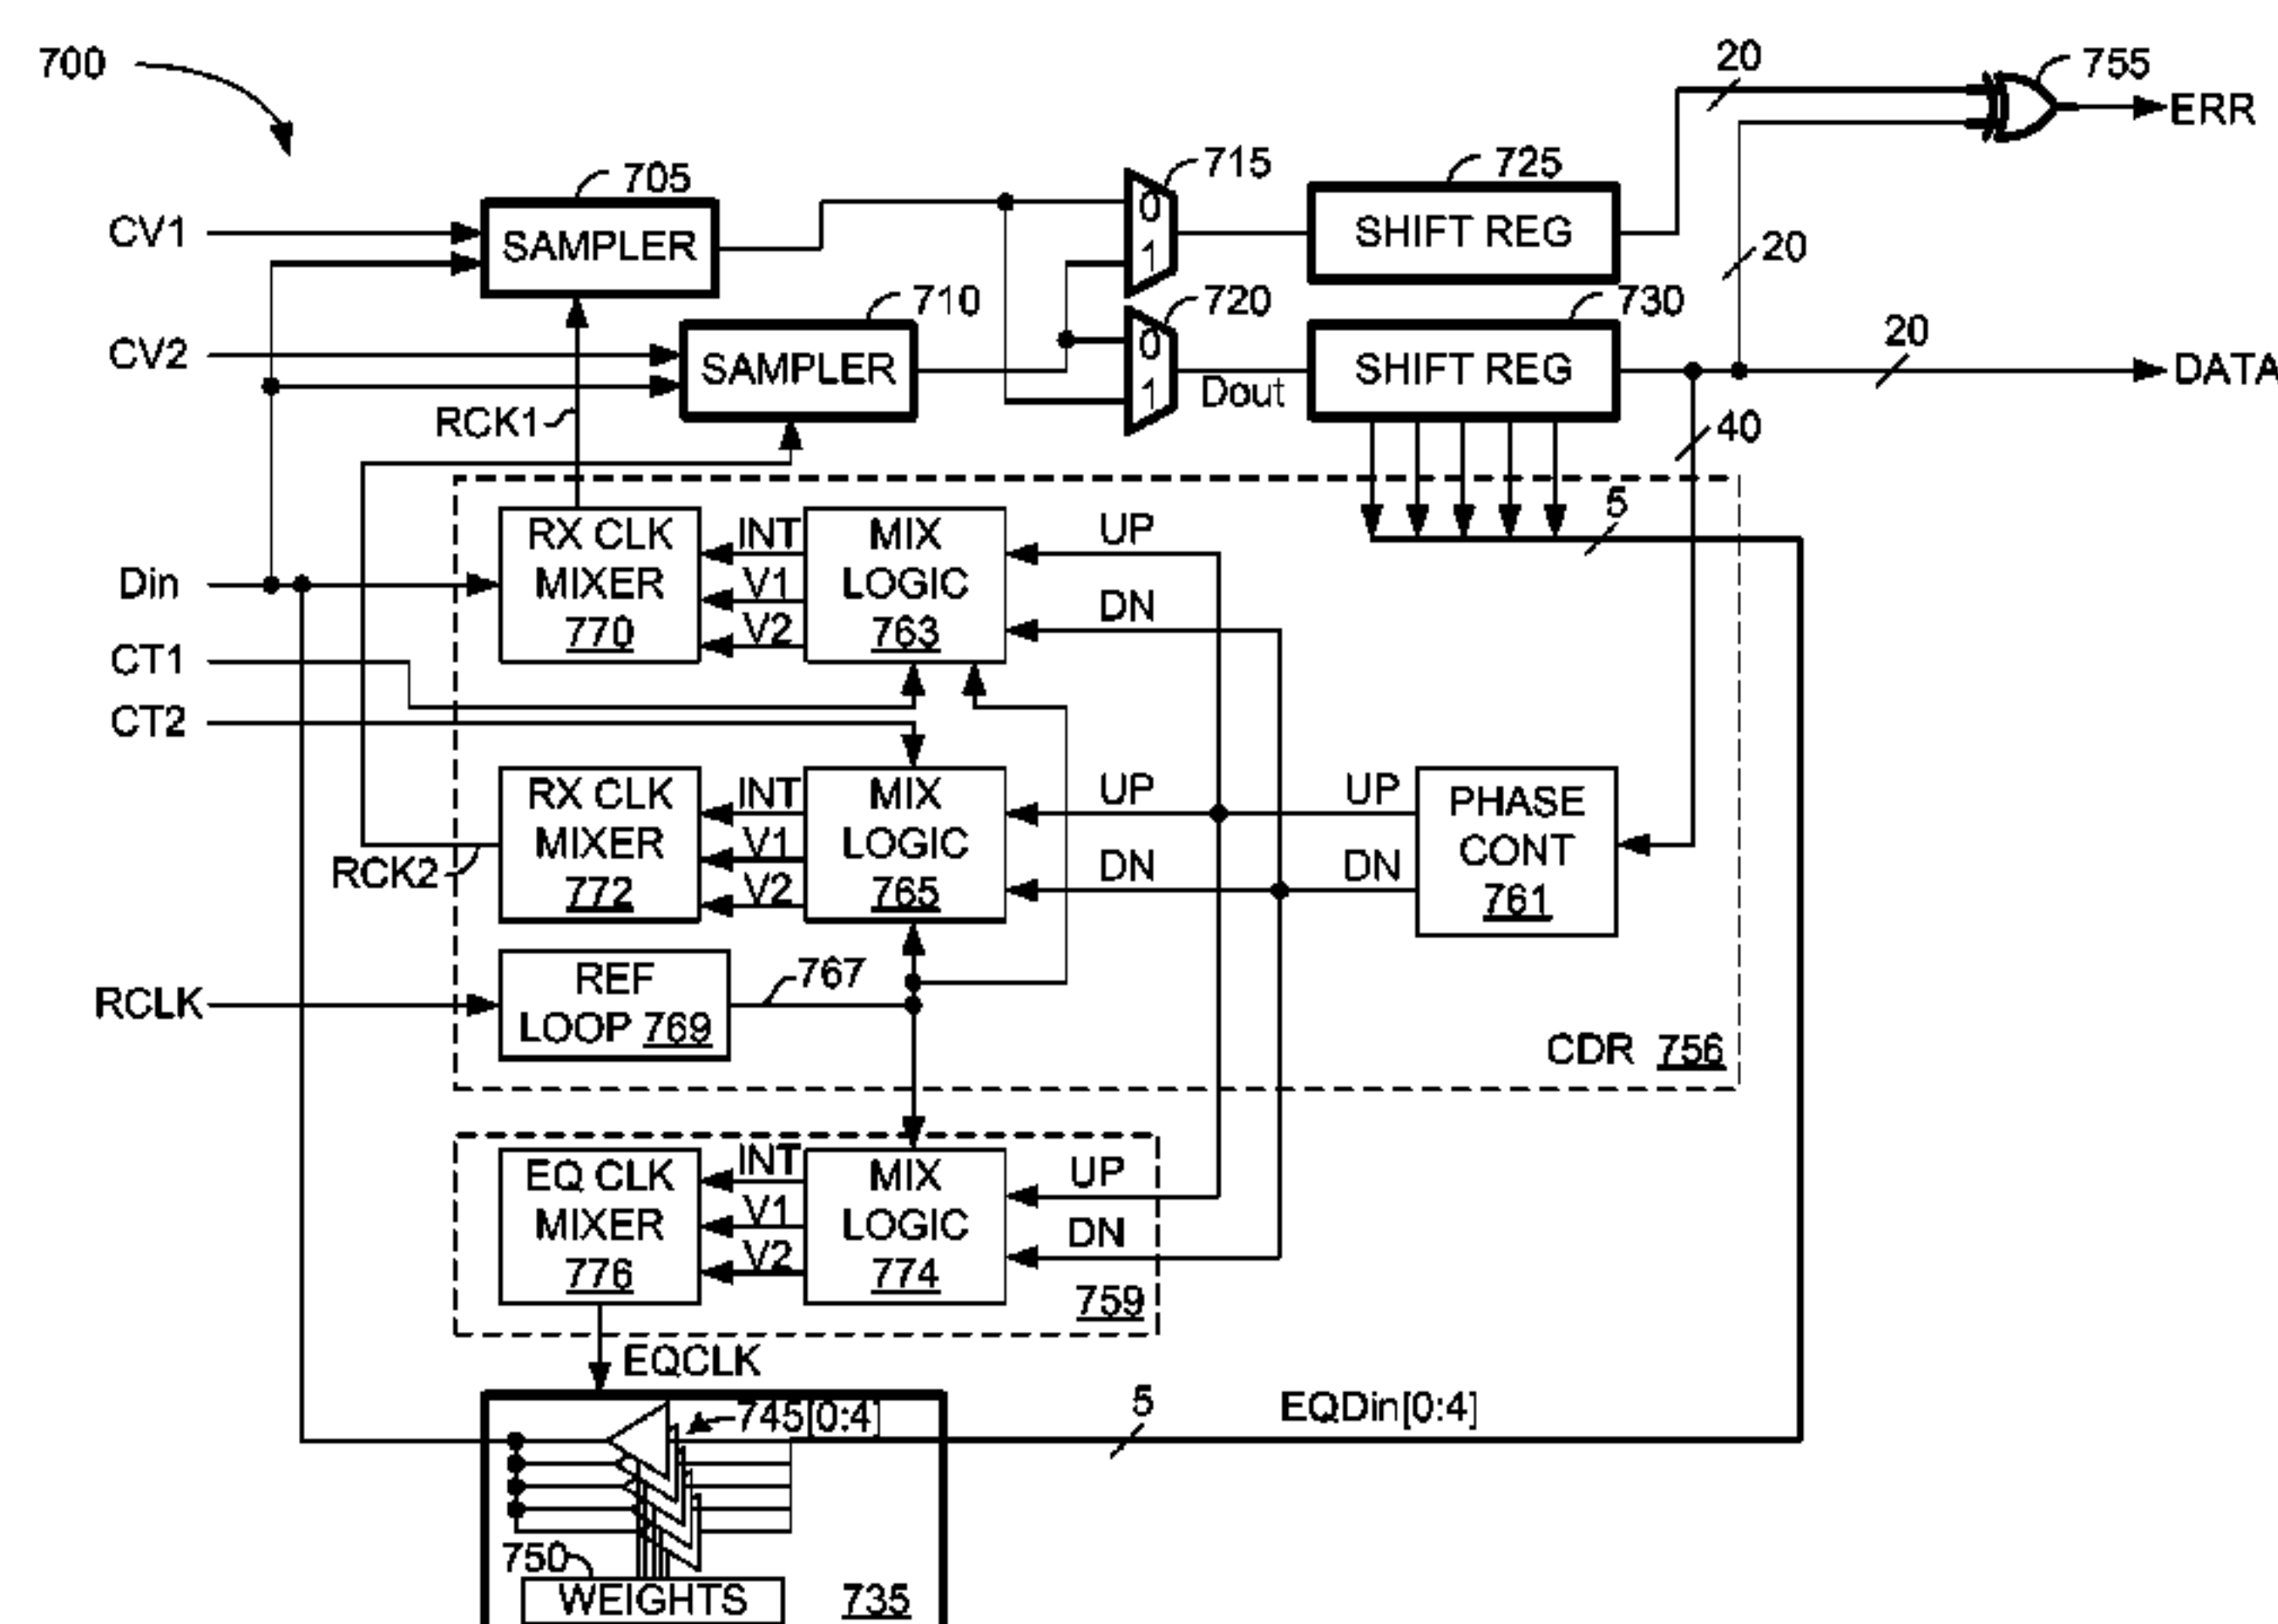 700
20
755
ERR
705
715
725
CV1
SAMPLER
0
1
SHIFT REG
20
710
720
730
CV2
SAMPLER
0
1
Dout
SHIFT REG
20
DATA
RCK1
40
5
RX CLK
MIXER
770
INT
V1
V2
MIX
LOGIC
763
UP
DN
Din
CT1
CT2
RX CLK
MIXER
772
INT
V1
V2
MIX
LOGIC
765
UP
DN
UP
DN
PHASE
CONT
761
RCK2
RCLK
REF
LOOP 769
767
CDR 756
EQ CLK
MIXER
776
INT
V1
V2
MIX
LOGIC
774
UP
DN
759
EQCLK
745[0:4]
5
EQDin[0:4]
750
WEIGHTS
735